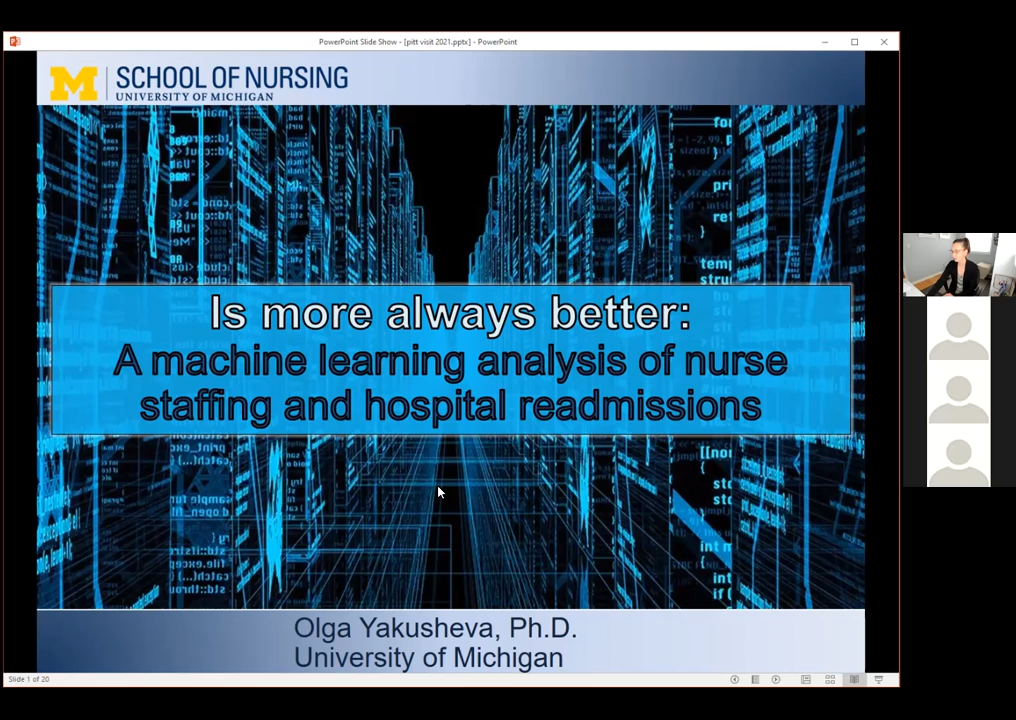 PowerPoint Slide Show - [pitt visit 2021.pptx] - PowerPoint
M SCHOOL OF NURSING
UNIVERSITY OF MICHIGAN
Is more always better:
A machine learning analysis of nurse
staffing and hospital readmissions
Olga Yakusheva, Ph.D.
University of Michigan
Slide 1 of 20